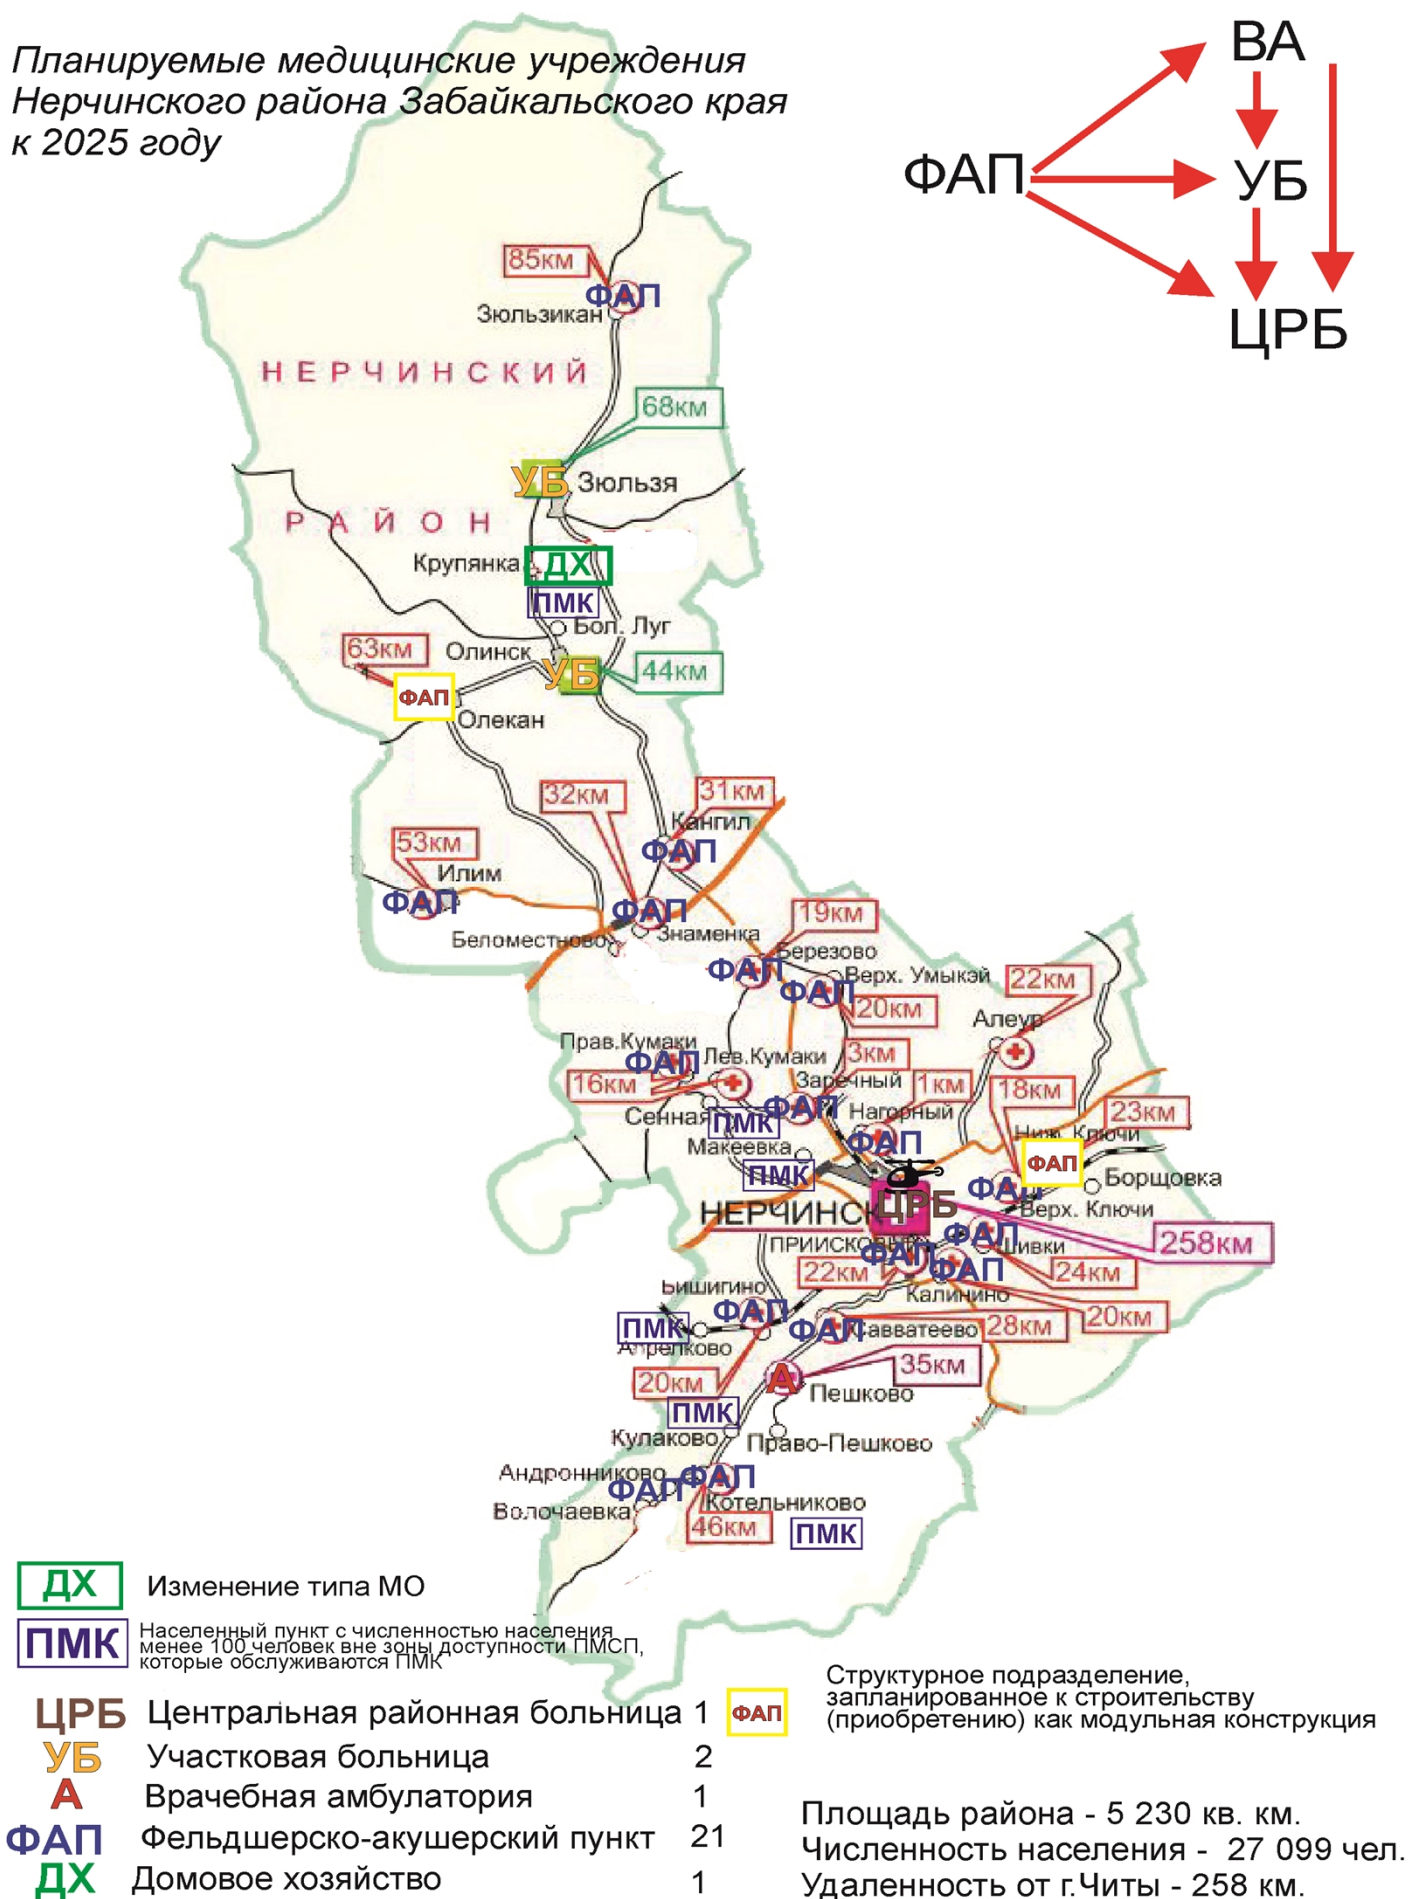 Планируемые медицинские учреждения
Нерчинского района Забайкальского края
к 2025 году
ВА
ФАП
УБ
ЦРБ
85км
ФАП
Зюльзикан
НЕРЧИНСКИЙ
68км
УБ
Зюльзя
РАЙОН
Крупянка
ДХ
ПМК
Бол. Луг
63км
Олинск
УБ
44км
ФАП
Олекан
32км
31км
Кангил
ФАП
53км
Илим
ФАП
ФАП
Беломестново
Знаменка
19км
Березово
ФАП
Верх. Умыкэй
ФАП
20км
22км
Алеур
Прав.Кумаки
ФАП
Лев.Кумаки
16км
3км
Заречный
ФАП
1км
Нагорный
ФАП
18км
23км
Ниж. Ключи
ФАП
Сенная
ПМК
Макеевка
ПМК
ФАП
Борщовка
Верх. Ключи
НЕРЧИНСК
ЦРБ
258км
ПРИИСКОВЫЙ
ФАП
ФАП
Шивки
22км
ФАП
24км
Калинино
20км
Бишигино
ФАП
ПМК
Апрелково
ФАП
Савватеево
28км
35км
20км
А
Пешково
ПМК
Кулаково
Право-Пешково
Андронниково
ФАП
ФАП
Волочаевка
Котельниково
46км
ПМК
ДХ Изменение типа МО
ПМК Населенный пункт с численностью населения
менее 100 человек вне зоны доступности ПМСП,
которые обслуживаются ПМК
ЦРБ Центральная районная больница 1
УБ Участковая больница 2
А Врачебная амбулатория 1
ФАП Фельдшерско-акушерский пункт 21
ДХ Домовое хозяйство 1
ФАП Структурное подразделение,
запланированное к строительству
(приобретению) как модульная конструкция
Площадь района - 5 230 кв. км.
Численность населения - 27 099 чел.
Удаленность от г.Читы - 258 км.